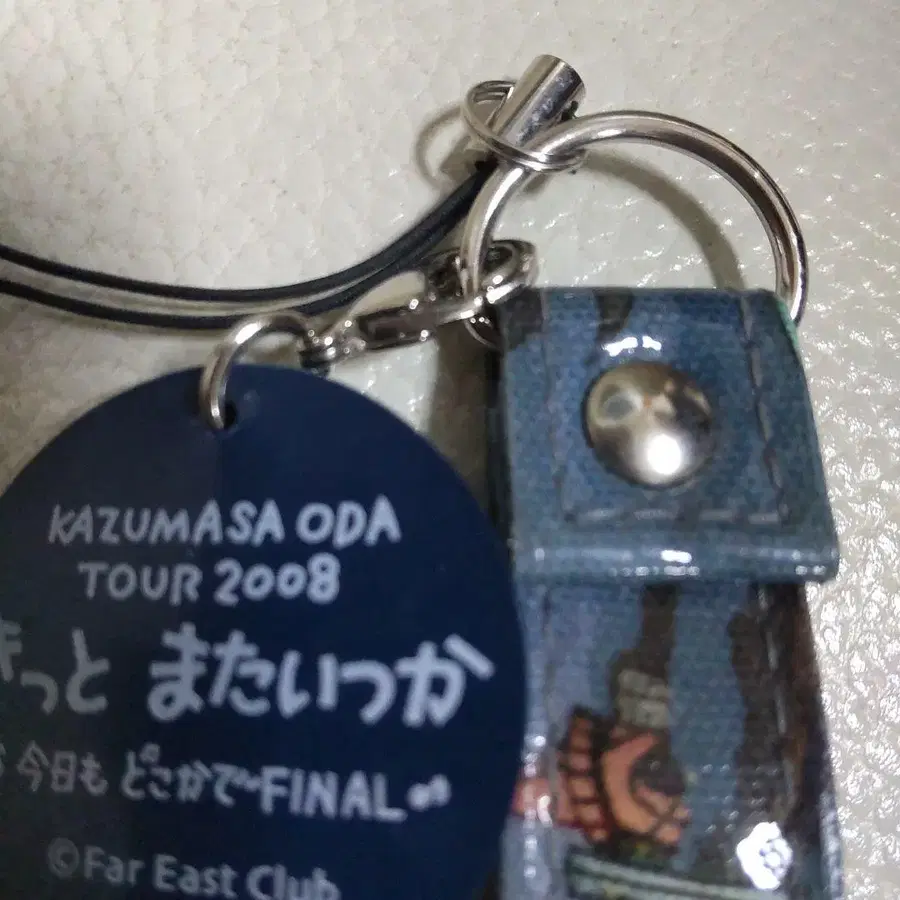 KAZUMASA ODA
TOUR 2008
きっと またいつか
今日も どこかで FINAL
©Far East Club